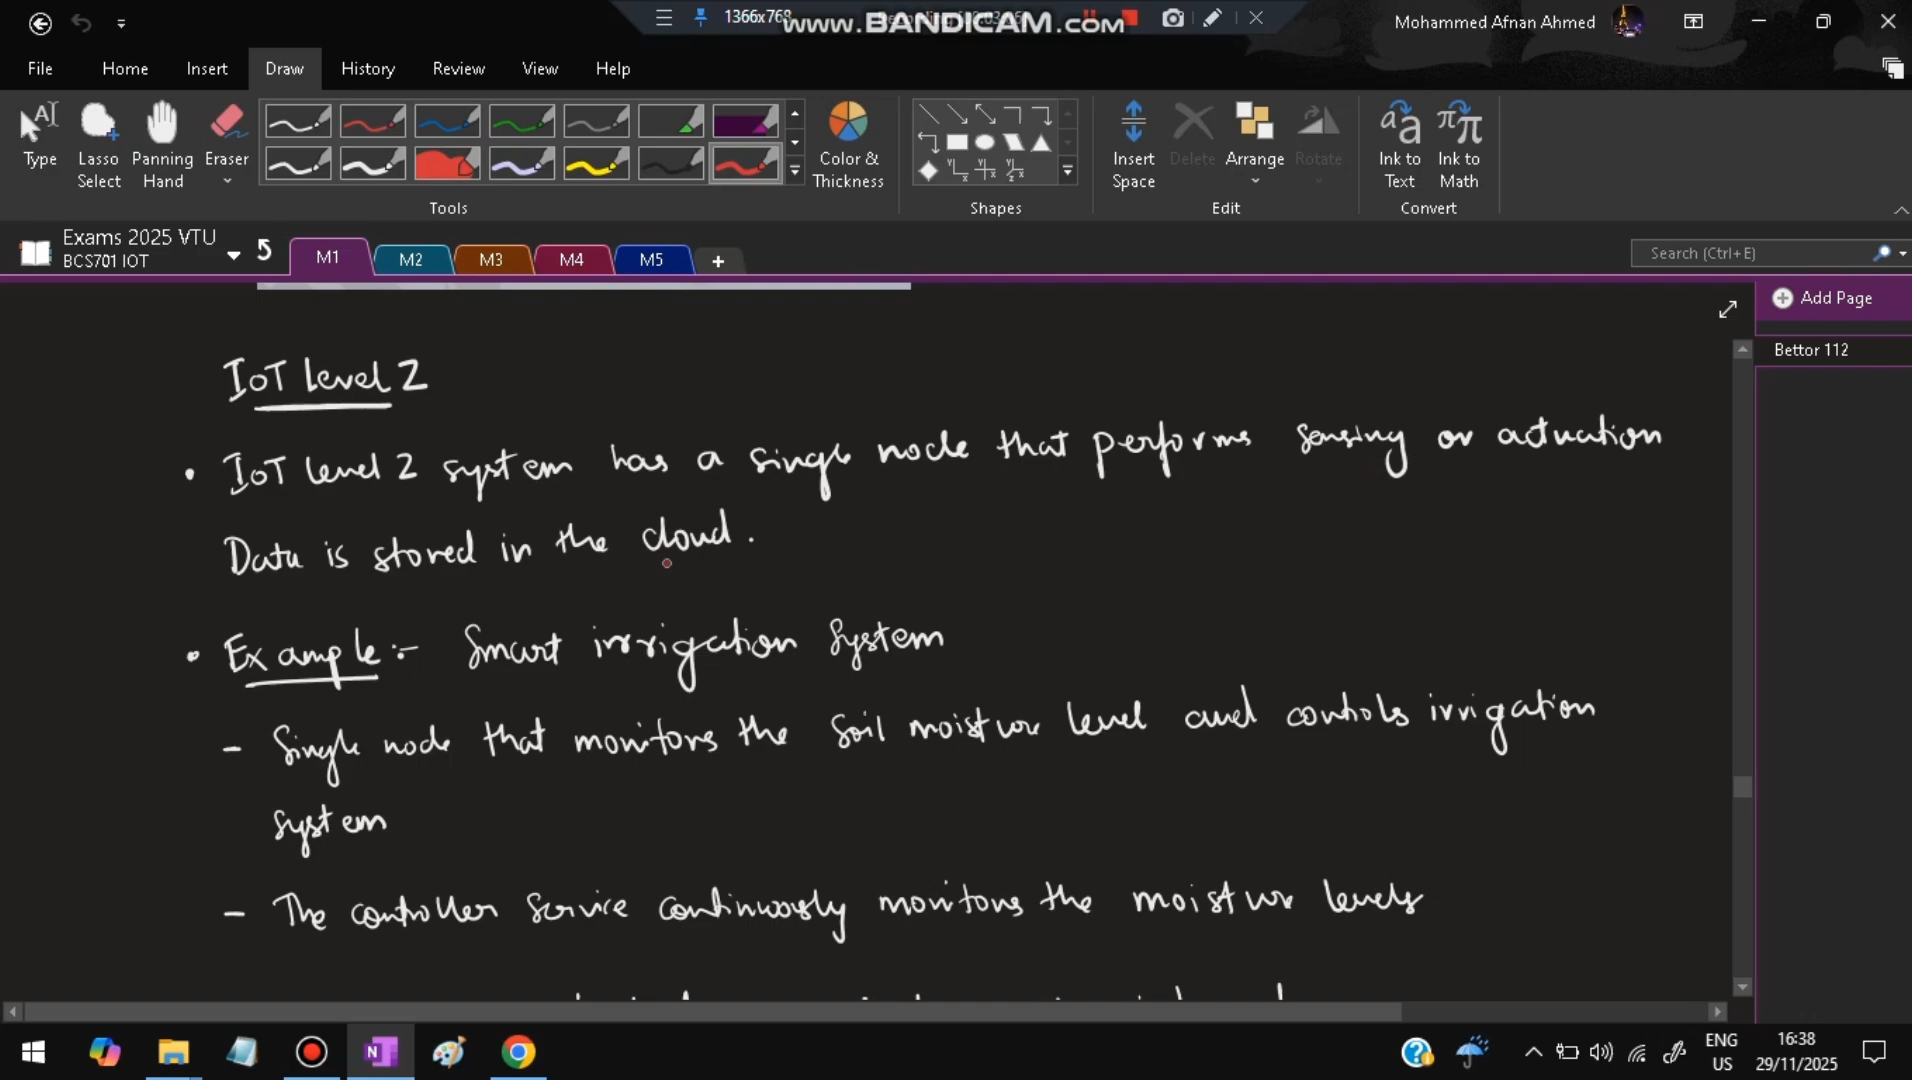 1366x768
www.BANDICAM.com
Mohammed Afnan Ahmed
File Home Insert Draw History Review View Help
Type
Lasso Select
Panning Hand
Eraser
Color & Thickness
Insert Space
Delete
Arrange
Rotate
Ink to Text
Ink to Math
Tools Shapes Edit Convert
Exams 2025 VTU
BCS701 IOT
M1 M2 M3 M4 M5
Search (Ctrl+E)
Add Page
Bettor 112
IoT level 2
• IoT level 2 system has a single node that performs sensing or actuation
Data is stored in the cloud.
• Example :- Smart irrigation System
- Single node that monitors the soil moisture level and controls irrigation
system
- The controller service continuously monitors the moisture levels
ENG
US
16:38
29/11/2025